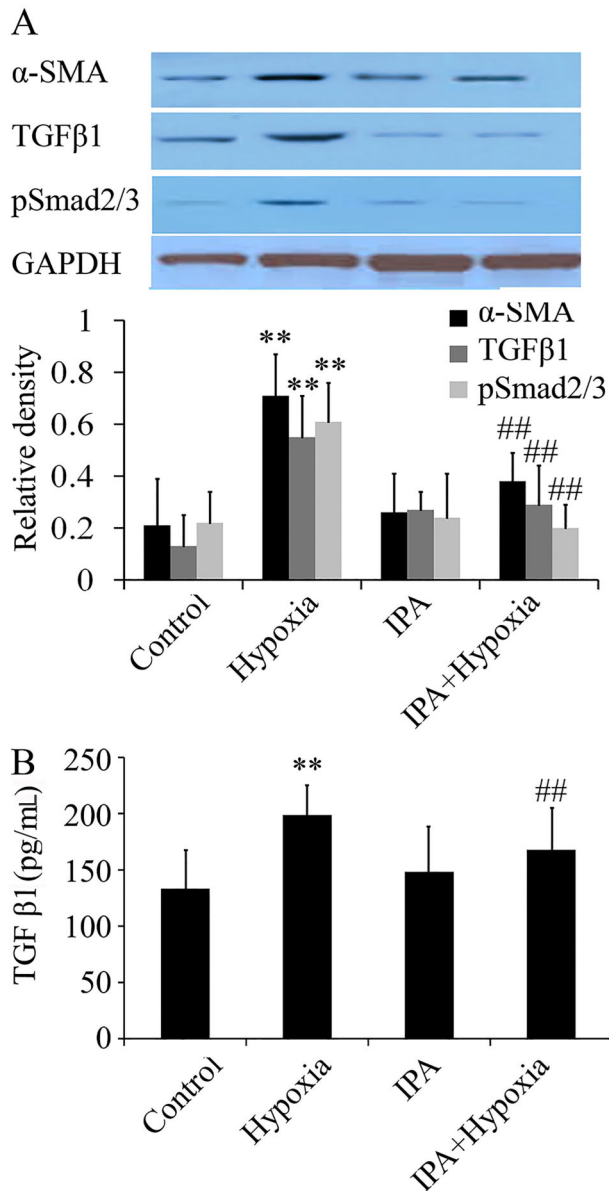 A
α-SMA
TGFβ1
pSmad2/3
GAPDH
Relative density
1
0.8
0.6
0.4
0.2
0
α-SMA
TGFβ1
pSmad2/3
**
**
**
##
##
##
Control
Hypoxia
IPA
IPA+Hypoxia
B
TGF β1 (pg/mL)
250
200
150
100
50
0
**
##
Control
Hypoxia
IPA
IPA+Hypoxia